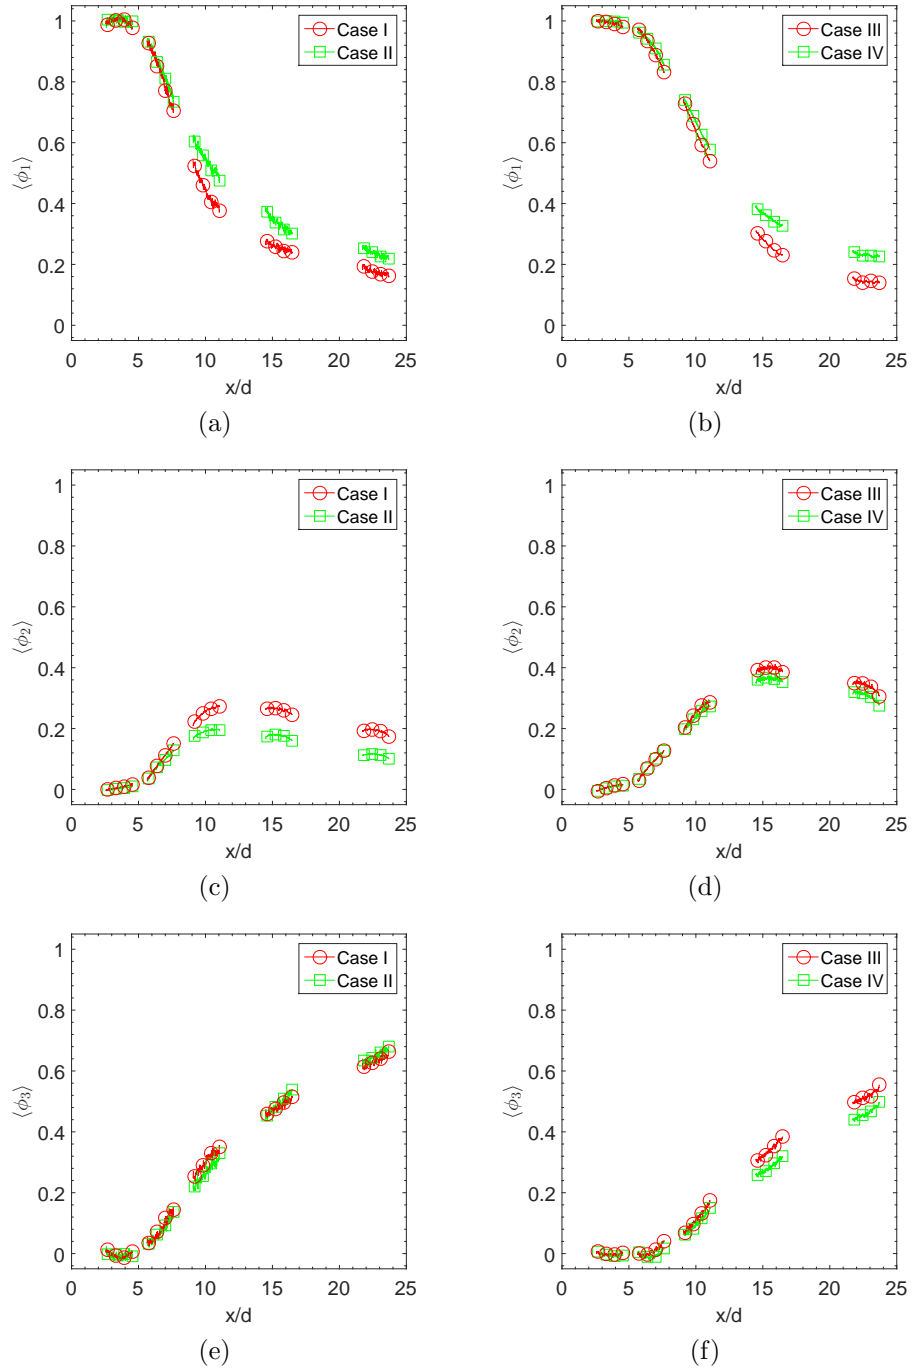 1
0.8
0.6
0.4
0.2
0
⟨ϕ₁⟩
0 5 10 15 20 25
x/d
Case I
Case II
(a)
1
0.8
0.6
0.4
0.2
0
⟨ϕ₁⟩
0 5 10 15 20 25
x/d
Case III
Case IV
(b)
1
0.8
0.6
0.4
0.2
0
⟨ϕ₂⟩
0 5 10 15 20 25
x/d
Case I
Case II
(c)
1
0.8
0.6
0.4
0.2
0
⟨ϕ₂⟩
0 5 10 15 20 25
x/d
Case III
Case IV
(d)
1
0.8
0.6
0.4
0.2
0
⟨ϕ₃⟩
0 5 10 15 20 25
x/d
Case I
Case II
(e)
1
0.8
0.6
0.4
0.2
0
⟨ϕ₃⟩
0 5 10 15 20 25
x/d
Case III
Case IV
(f)